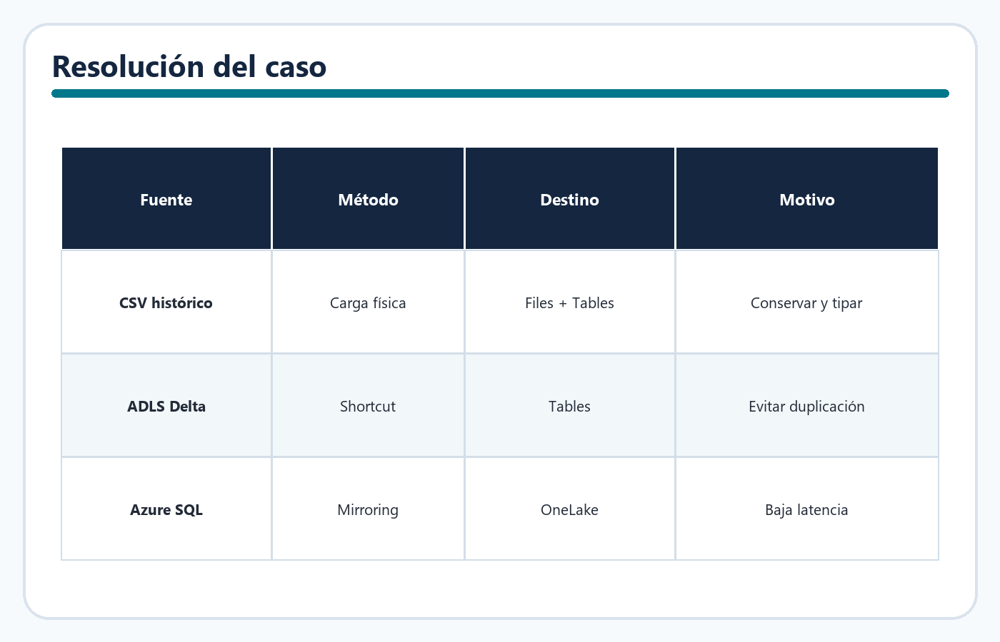 Resolución del caso
Fuente Método Destino Motivo
CSV histórico Carga física Files + Tables Conservar y tipar
ADLS Delta Shortcut Tables Evitar duplicación
Azure SQL Mirroring OneLake Baja latencia